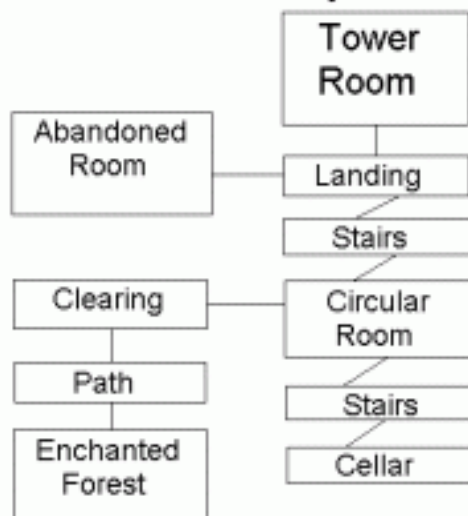 Tower
Room
Abandoned
Room
Landing
Stairs
Clearing
Circular
Room
Path
Stairs
Enchanted
Forest
Cellar